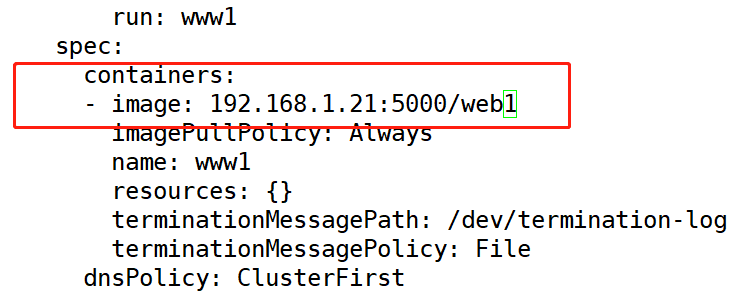 run: www1
spec:
containers:
- image: 192.168.1.21:5000/web1
imagePullPolicy: Always
name: www1
resources: {}
terminationMessagePath: /dev/termination-log
terminationMessagePolicy: File
dnsPolicy: ClusterFirst